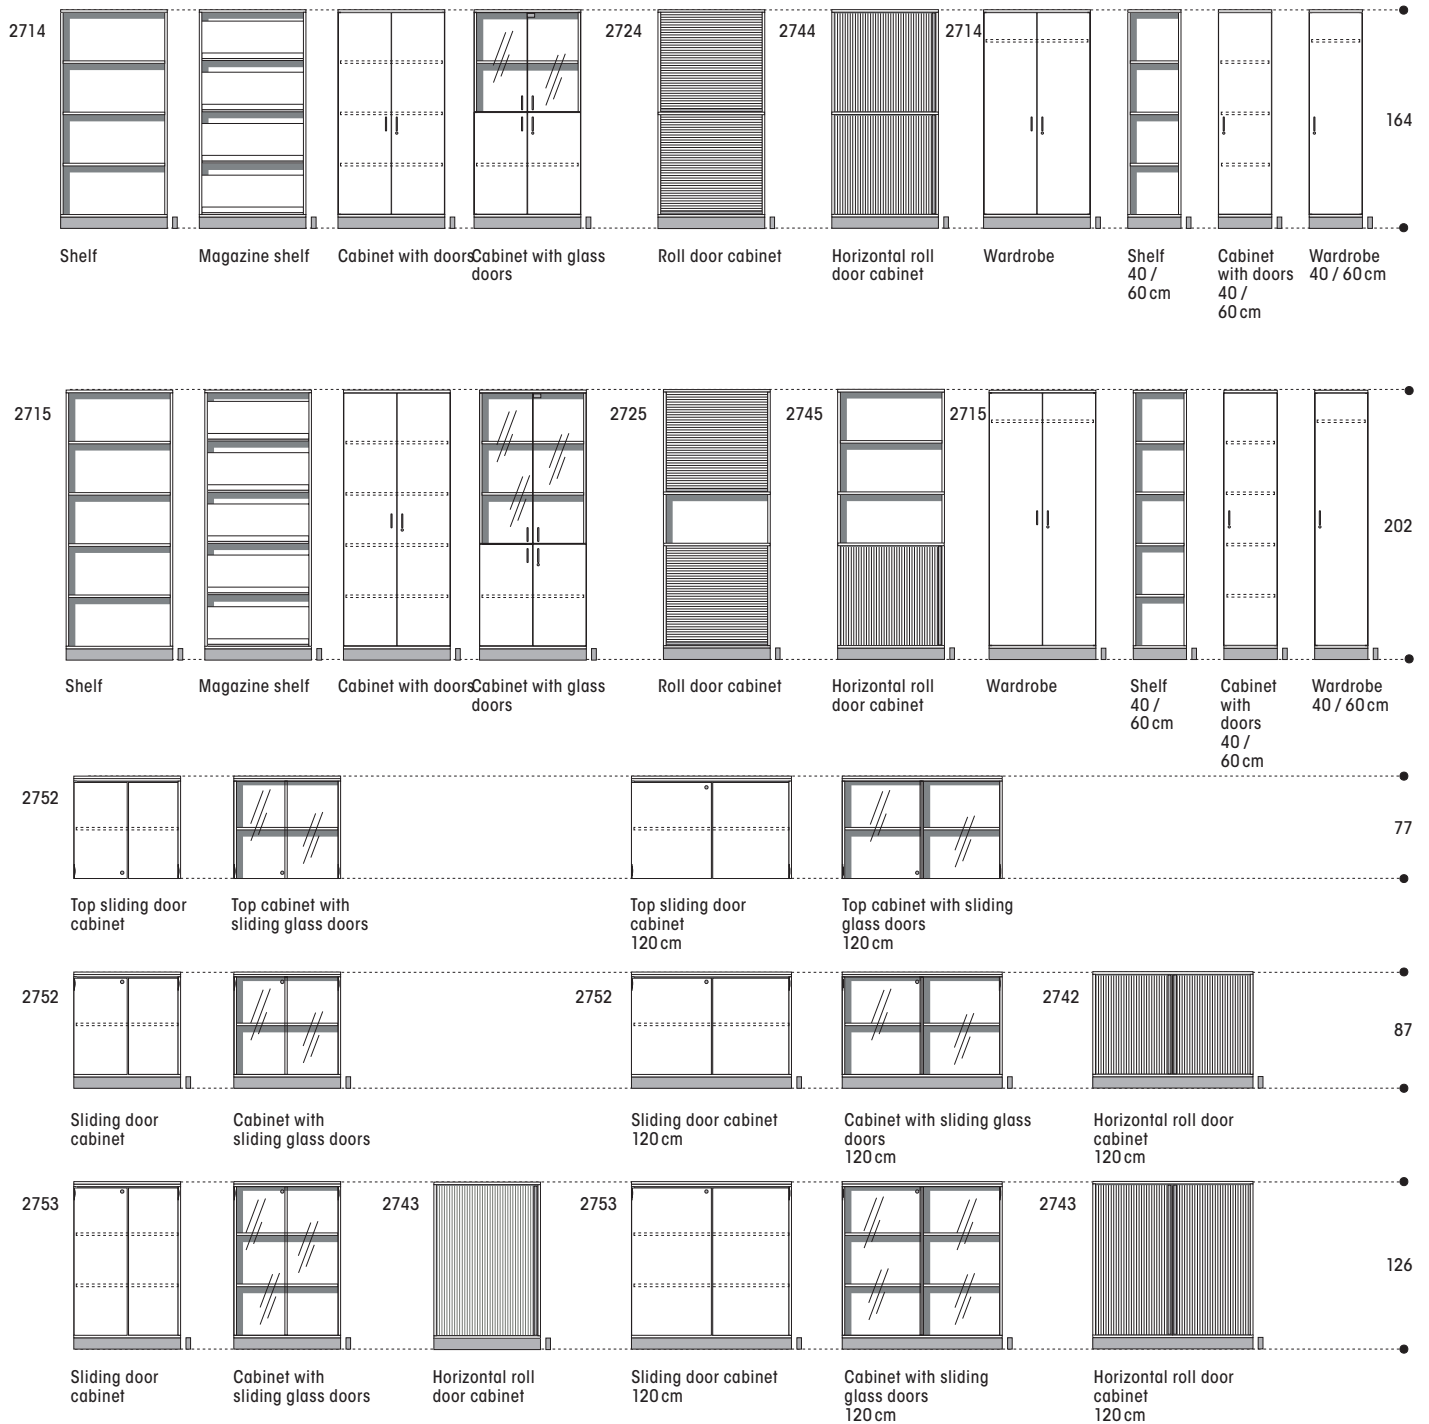 2714
2724
2744
2714
164
Shelf
Magazine shelf
Cabinet with doors
Cabinet with glass
doors
Roll door cabinet
Horizontal roll
door cabinet
Wardrobe
Shelf
40 /
60 cm
Cabinet
with doors
40 /
60 cm
Wardrobe
40 / 60 cm
2715
2725
2745
2715
202
Shelf
Magazine shelf
Cabinet with doors
Cabinet with glass
doors
Roll door cabinet
Horizontal roll
door cabinet
Wardrobe
Shelf
40 /
60 cm
Cabinet
with
doors
40 /
60 cm
Wardrobe
40 / 60 cm
2752
77
Top sliding door
cabinet
Top cabinet with
sliding glass doors
Top sliding door
cabinet
120 cm
Top cabinet with sliding
glass doors
120 cm
2752
2752
2742
87
Sliding door
cabinet
Cabinet with
sliding glass doors
Sliding door cabinet
120 cm
Cabinet with sliding glass
doors
120 cm
Horizontal roll door
cabinet
120 cm
2753
2743
2753
2743
126
Sliding door
cabinet
Cabinet with
sliding glass doors
Horizontal roll
door cabinet
Sliding door cabinet
120 cm
Cabinet with sliding
glass doors
120 cm
Horizontal roll door
cabinet
120 cm